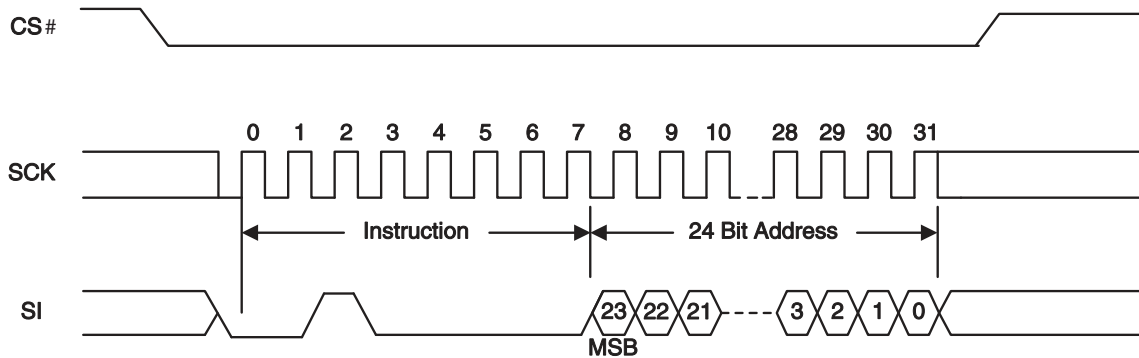 CS#
0 1 2 3 4 5 6 7 8 9 10 28 29 30 31
SCK
Instruction 24 Bit Address
SI 23 22 21 3 2 1 0
MSB